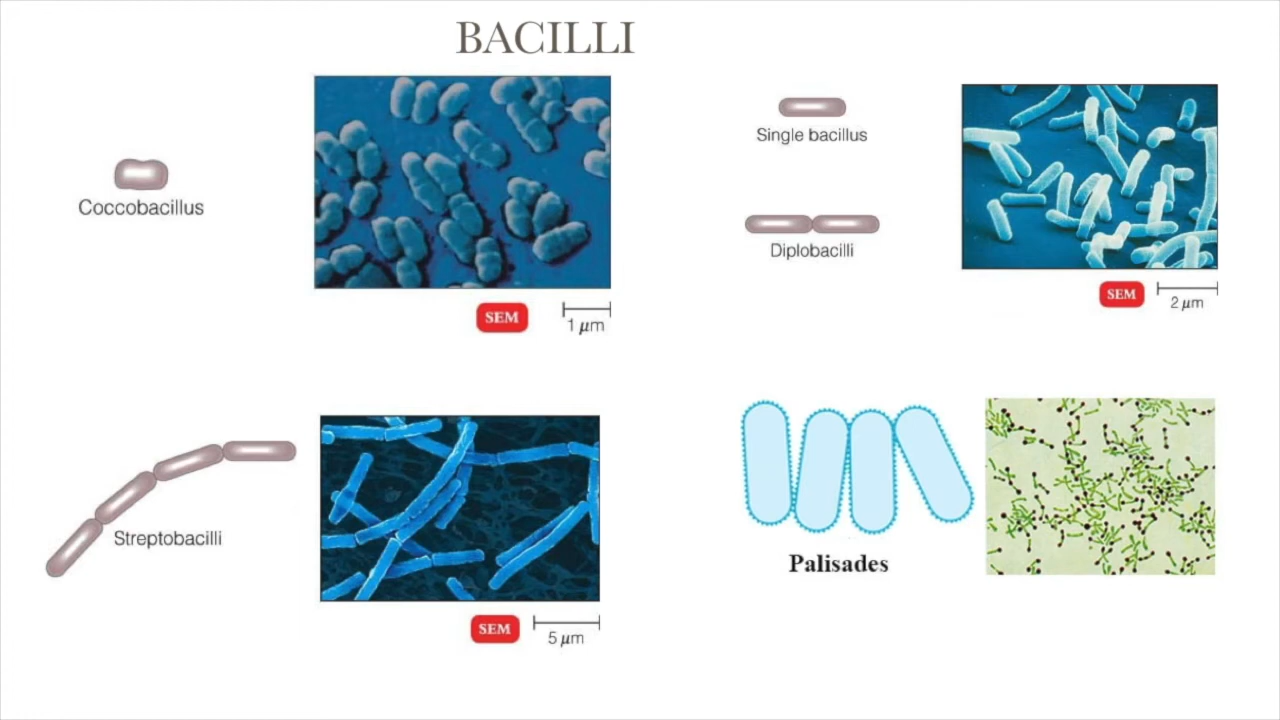 BACILLI
Coccobacillus
SEM
1 μm
Single bacillus
Diplobacilli
SEM
2 μm
Streptobacilli
SEM
5 μm
Palisades